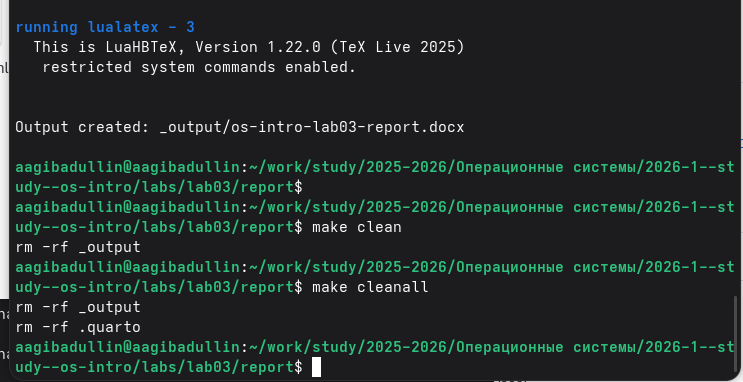 running lualatex - 3
This is LuaHBTeX, Version 1.22.0 (TeX Live 2025)
restricted system commands enabled.
Output created: _output/os-intro-lab03-report.docx
aagibadullin@aagibadullin:~/work/study/2025-2026/Операционные системы/2026-1--st
udy--os-intro/labs/lab03/report$
aagibadullin@aagibadullin:~/work/study/2025-2026/Операционные системы/2026-1--st
udy--os-intro/labs/lab03/report$ make clean
rm -rf _output
aagibadullin@aagibadullin:~/work/study/2025-2026/Операционные системы/2026-1--st
udy--os-intro/labs/lab03/report$ make cleanall
rm -rf _output
rm -rf .quarto
aagibadullin@aagibadullin:~/work/study/2025-2026/Операционные системы/2026-1--st
udy--os-intro/labs/lab03/report$